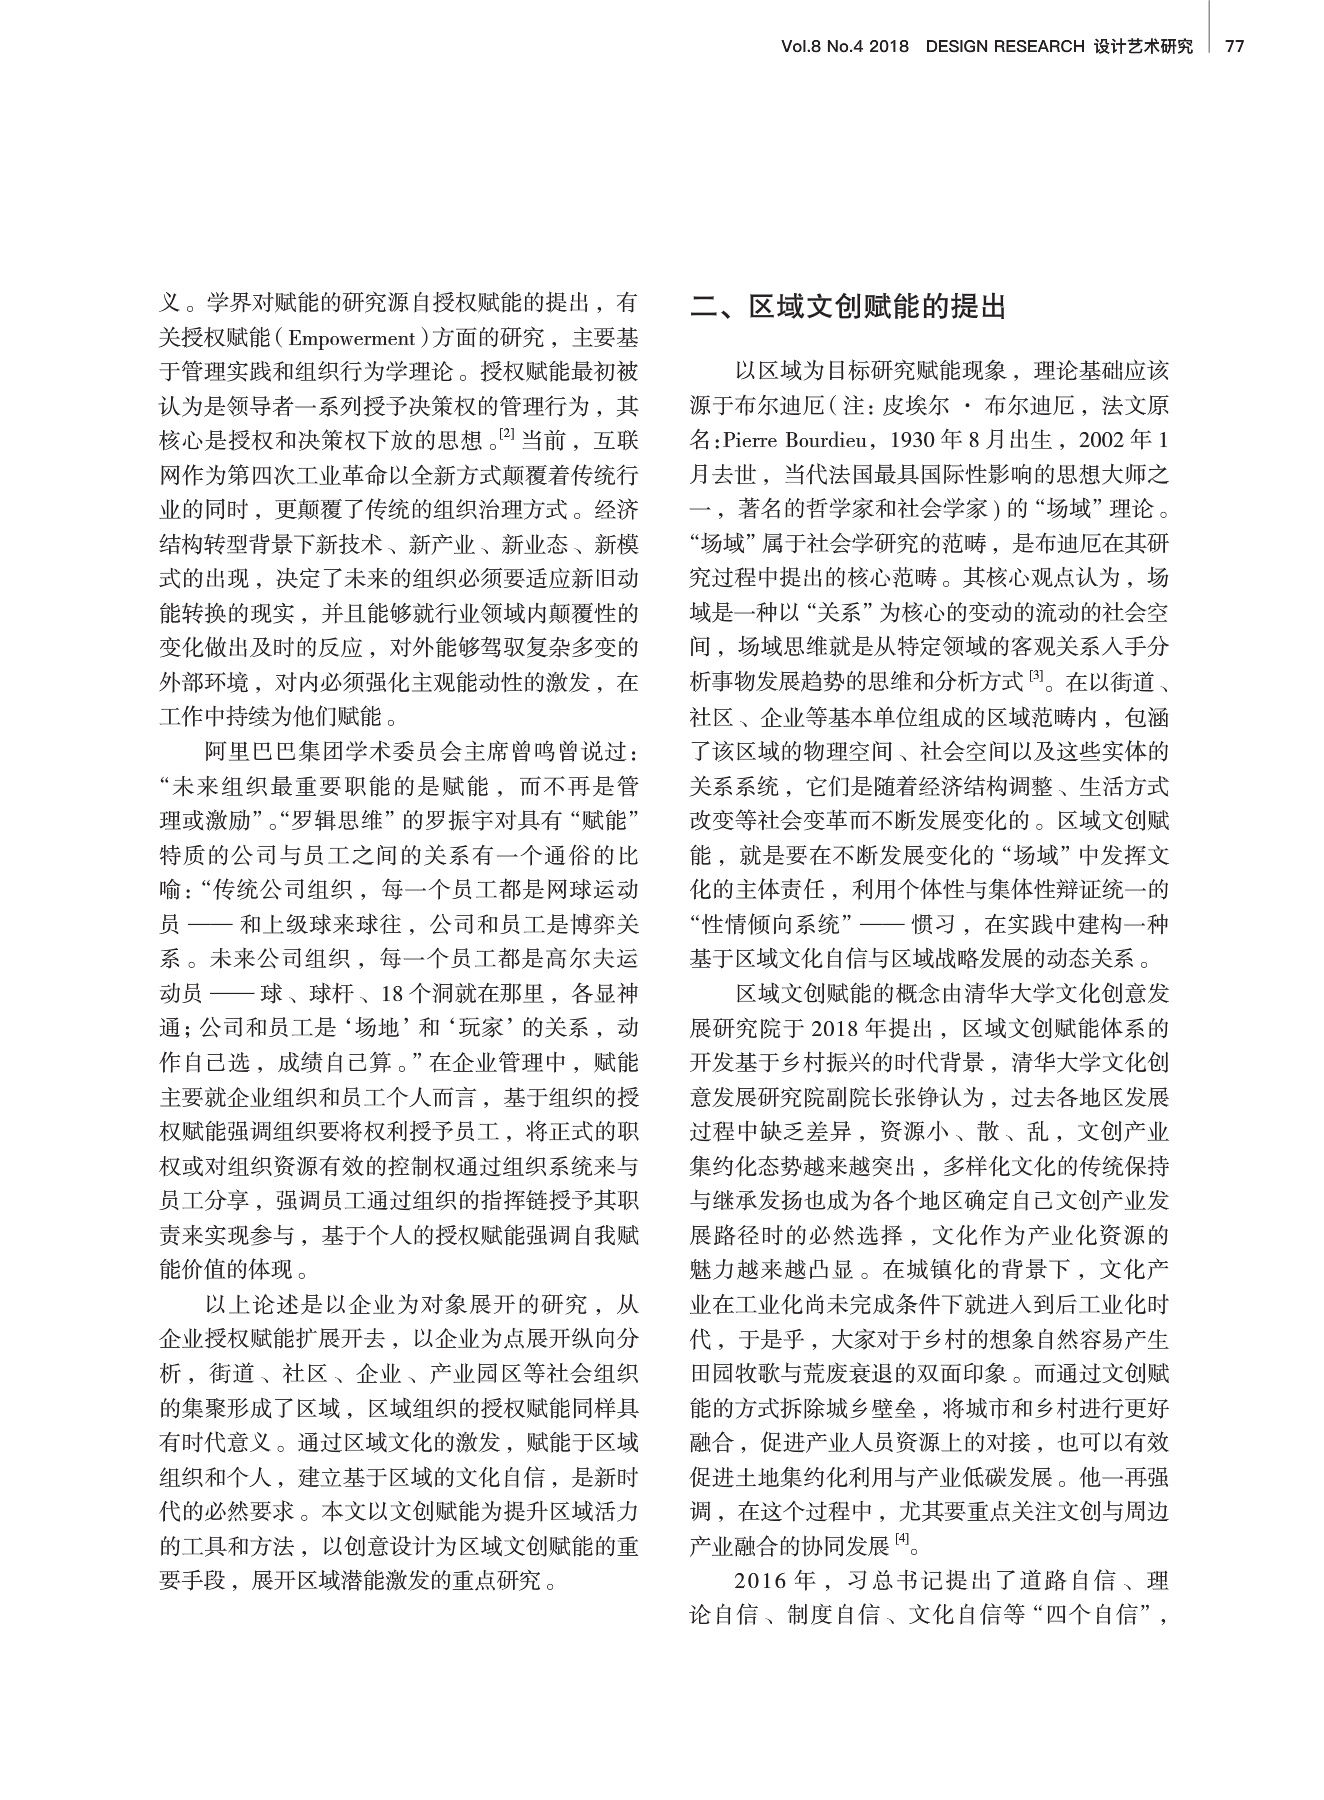 Vol.8 No.4 2018 DESIGN RESEARCH 设计艺术研究 77
义。学界对赋能的研究源自授权赋能的提出，有
关授权赋能（Empowerment）方面的研究，主要基
于管理实践和组织行为学理论。授权赋能最初被
认为是领导者一系列授予决策权的管理行为，其
核心是授权和决策权下放的思想。[2] 当前，互联
网作为第四次工业革命以全新方式颠覆着传统行
业的同时，更颠覆了传统的组织治理方式。经济
结构转型背景下新技术、新产业、新业态、新模
式的出现，决定了未来的组织必须要适应新旧动
能转换的现实，并且能够就行业领域内颠覆性的
变化做出及时的反应，对外能够驾驭复杂多变的
外部环境，对内必须强化主观能动性的激发，在
工作中持续为他们赋能。
阿里巴巴集团学术委员会主席曾鸣曾说过：
“未来组织最重要职能的是赋能，而不再是管
理或激励”。“罗辑思维”的罗振宇对具有“赋能”
特质的公司与员工之间的关系有一个通俗的比
喻：“传统公司组织，每一个员工都是网球运动
员——和上级球来球往，公司和员工是博弈关
系。未来公司组织，每一个员工都是高尔夫运
动员——球、球杆、18 个洞就在那里，各显神
通；公司和员工是‘场地’和‘玩家’的关系，动
作自己选，成绩自己算。”在企业管理中，赋能
主要就企业组织和员工个人而言，基于组织的授
权赋能强调组织要将权利授予员工，将正式的职
权或对组织资源有效的控制权通过组织系统来与
员工分享，强调员工通过组织的指挥链授予其职
责来实现参与，基于个人的授权赋能强调自我赋
能价值的体现。
以上论述是以企业为对象展开的研究，从
企业授权赋能扩展开去，以企业为点展开纵向分
析，街道、社区、企业、产业园区等社会组织
的集聚形成了区域，区域组织的授权赋能同样具
有时代意义。通过区域文化的激发，赋能于区域
组织和个人，建立基于区域的文化自信，是新时
代的必然要求。本文以文创赋能为提升区域活力
的工具和方法，以创意设计为区域文创赋能的重
要手段，展开区域潜能激发的重点研究。
二、区域文创赋能的提出
以区域为目标研究赋能现象，理论基础应该
源于布尔迪厄（注：皮埃尔 · 布尔迪厄，法文原
名：Pierre Bourdieu，1930 年 8 月出生，2002 年 1
月去世，当代法国最具国际性影响的思想大师之
一，著名的哲学家和社会学家）的“场域”理论。
“场域”属于社会学研究的范畴，是布迪厄在其研
究过程中提出的核心范畴。其核心观点认为，场
域是一种以“关系”为核心的变动的流动的社会空
间，场域思维就是从特定领域的客观关系入手分
析事物发展趋势的思维和分析方式 [3]。在以街道、
社区、企业等基本单位组成的区域范畴内，包涵
了该区域的物理空间、社会空间以及这些实体的
关系系统，它们是随着经济结构调整、生活方式
改变等社会变革而不断发展变化的。区域文创赋
能，就是要在不断发展变化的“场域”中发挥文
化的主体责任，利用个体性与集体性辩证统一的
“性情倾向系统”——惯习，在实践中建构一种
基于区域文化自信与区域战略发展的动态关系。
区域文创赋能的概念由清华大学文化创意发
展研究院于 2018 年提出，区域文创赋能体系的
开发基于乡村振兴的时代背景，清华大学文化创
意发展研究院副院长张铮认为，过去各地区发展
过程中缺乏差异，资源小、散、乱，文创产业
集约化态势越来越突出，多样化文化的传统保持
与继承发扬也成为各个地区确定自己文创产业发
展路径时的必然选择，文化作为产业化资源的
魅力越来越凸显。在城镇化的背景下，文化产
业在工业化尚未完成条件下就进入到后工业化时
代，于是乎，大家对于乡村的想象自然容易产生
田园牧歌与荒废衰退的双面印象。而通过文创赋
能的方式拆除城乡壁垒，将城市和乡村进行更好
融合，促进产业人员资源上的对接，也可以有效
促进土地集约化利用与产业低碳发展。他一再强
调，在这个过程中，尤其要重点关注文创与周边
产业融合的协同发展 [4]。
2016 年，习总书记提出了道路自信、理
论自信、制度自信、文化自信等“四个自信”，